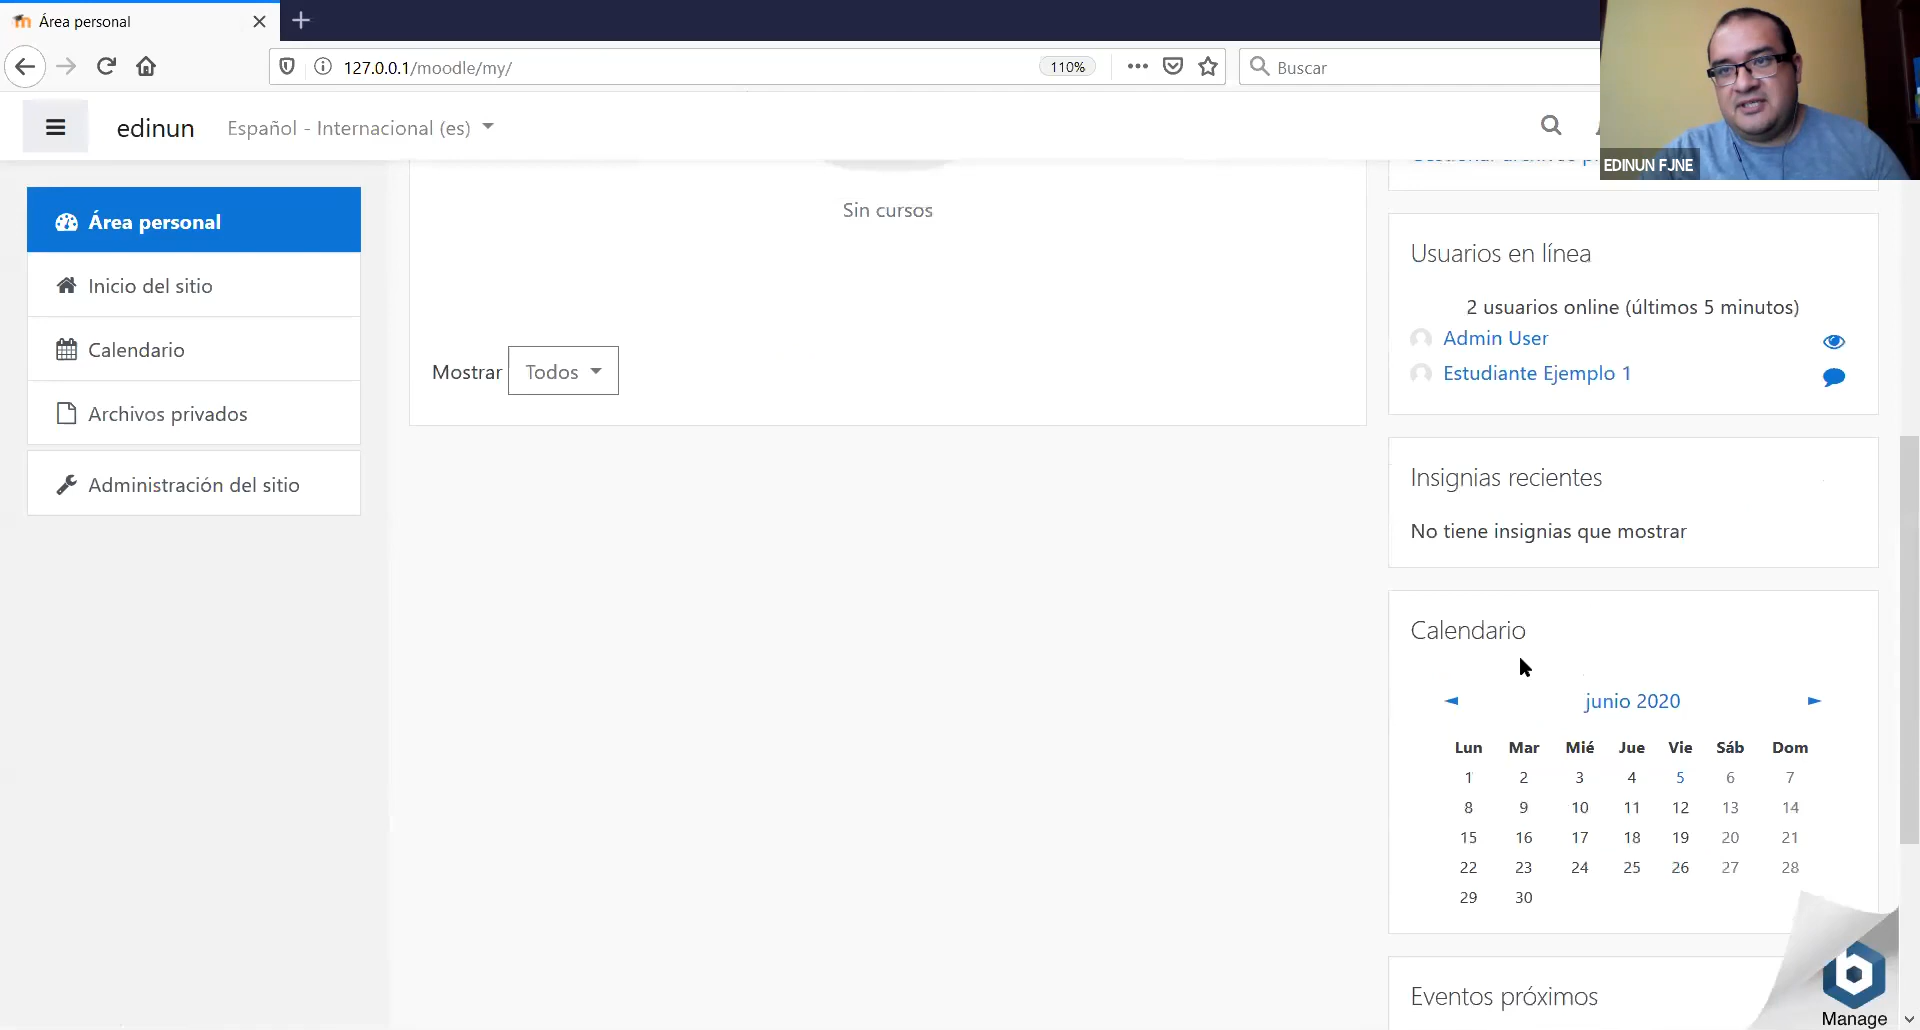 Área personal
127.0.0.1/moodle/my/
110%
Buscar
edinun
Español - Internacional (es)
EDINUN FJNE
Área personal
Inicio del sitio
Calendario
Archivos privados
Administración del sitio
Sin cursos
Mostrar
Todos
Usuarios en línea
2 usuarios online (últimos 5 minutos)
Admin User
Estudiante Ejemplo 1
Insignias recientes
No tiene insignias que mostrar
Calendario
◄ junio 2020 ►
Lun Mar Mié Jue Vie Sáb Dom
1 2 3 4 5 6 7
8 9 10 11 12 13 14
15 16 17 18 19 20 21
22 23 24 25 26 27 28
29 30
Eventos próximos
Manage